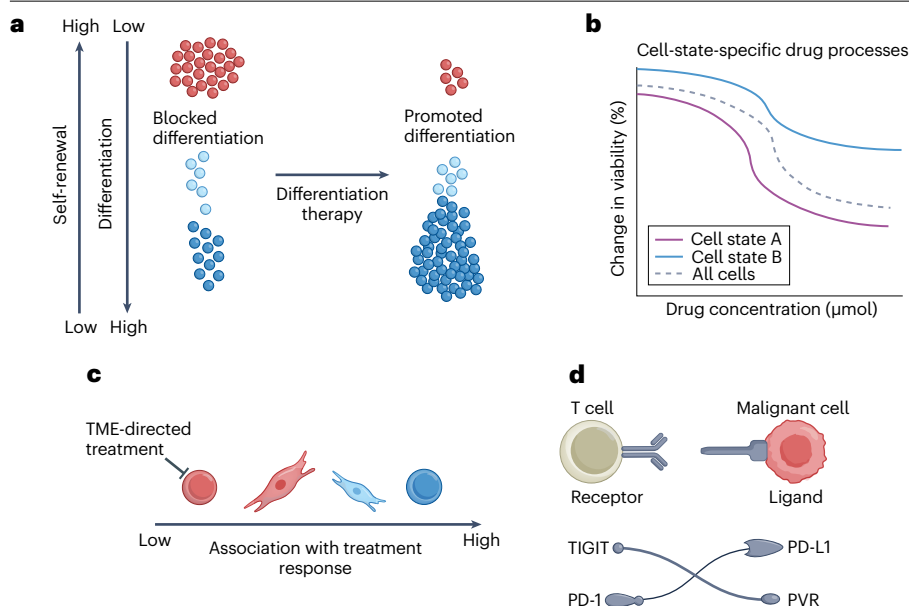 a
High Low
Self-renewal
Differentiation
Low High
Blocked
differentiation
Differentiation
therapy
Promoted
differentiation
b
Cell-state-specific drug processes
Change in viability (%)
Cell state A
Cell state B
All cells
Drug concentration (µmol)
c
TME-directed
treatment
Low
Association with treatment
response
High
d
T cell
Malignant cell
Receptor
Ligand
TIGIT
PD-L1
PD-1
PVR